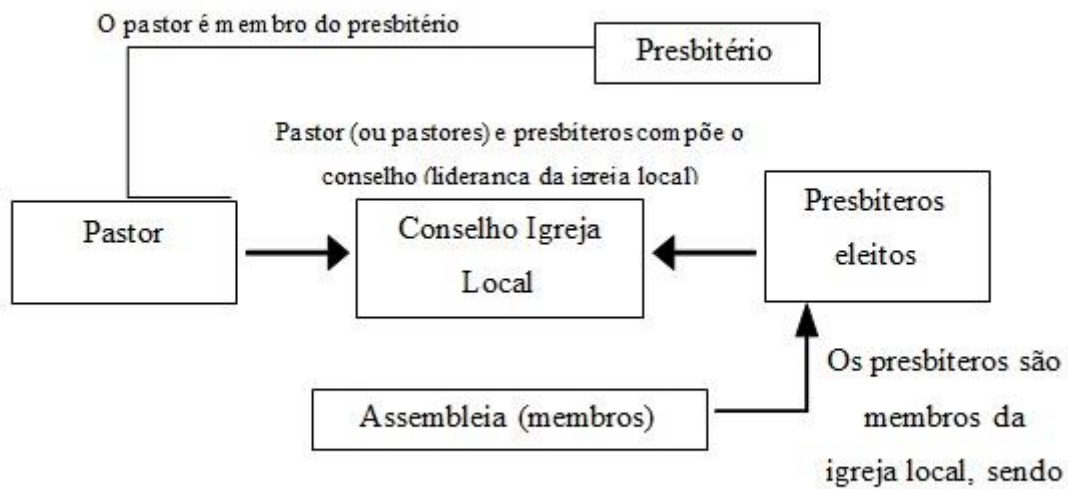 O pastor é membro do presbitério
Presbitério
Pastor (ou pastores) e presbíteros compõe o
conselho (liderança da igreja local)
Pastor
Conselho Igreja
Local
Presbíteros
eleitos
Assembleia (membros)
Os presbíteros são
membros da
igreja local, sendo